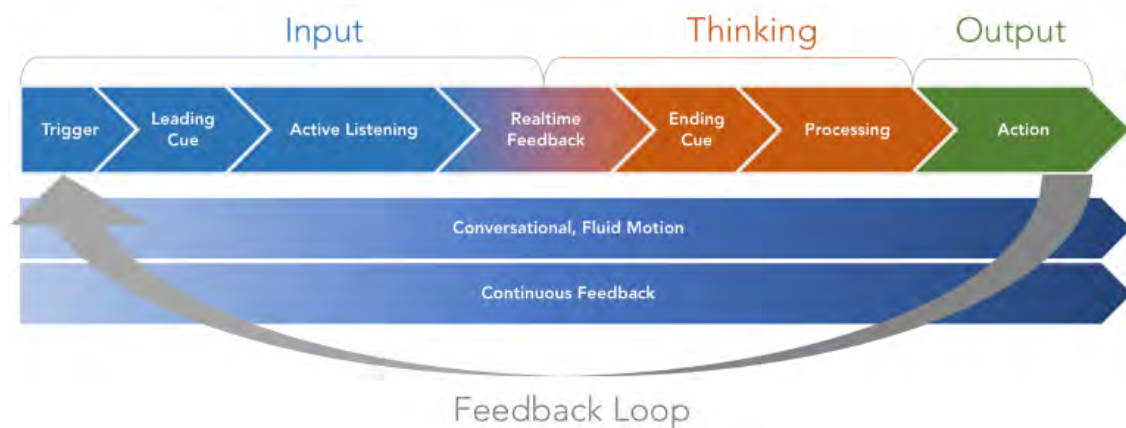 Input
Thinking
Output
Trigger
Leading
Cue
Active Listening
Realtime
Feedback
Ending
Cue
Processing
Action
Conversational, Fluid Motion
Continuous Feedback
Feedback Loop